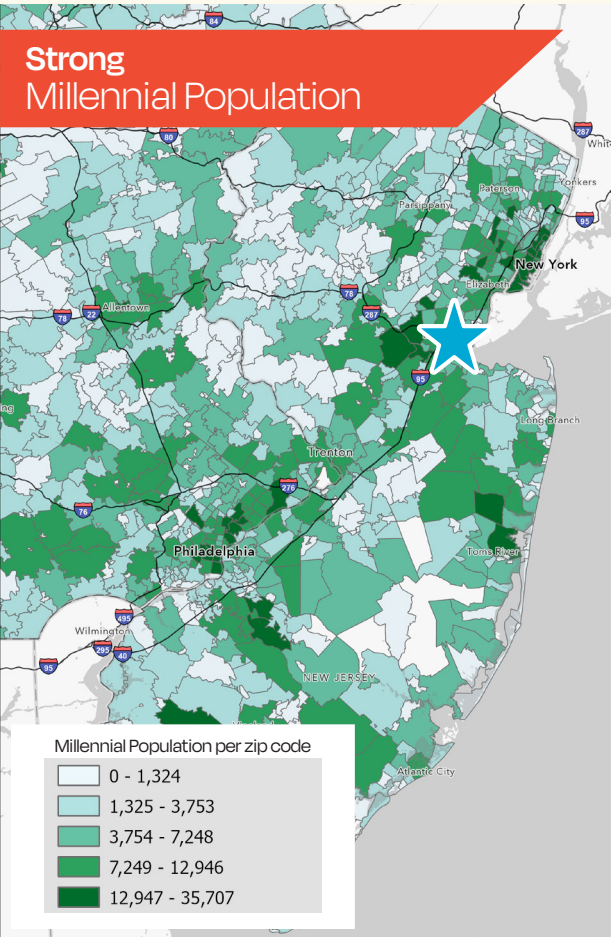 84
Strong
Millennial Population
80
287
White
Paterson
Yonkers
Parsippany
95
New York
Elizabeth
78
Allentown
78
22
287
95
Long Branch
Trenton
276
76
Philadelphia
Toms River
495
Wilmington
295
40
95
NEW JERSEY
Atlantic City
Millennial Population per zip code
0 - 1,324
1,325 - 3,753
3,754 - 7,248
7,249 - 12,946
12,947 - 35,707